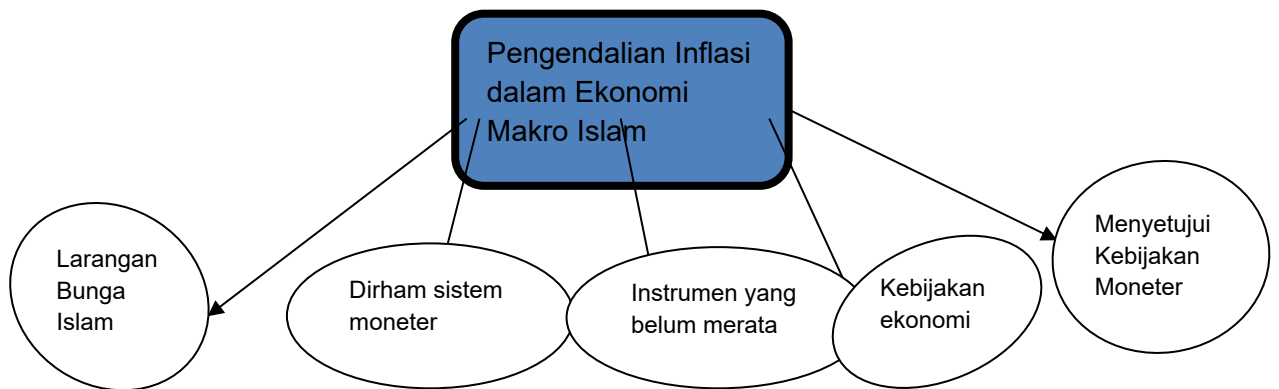 Pengendalian Inflasi
dalam Ekonomi
Makro Islam
Larangan
Bunga
Islam
Dirham sistem
moneter
Instrumen yang
belum merata
Kebijakan
ekonomi
Menyetujui
Kebijakan
Moneter